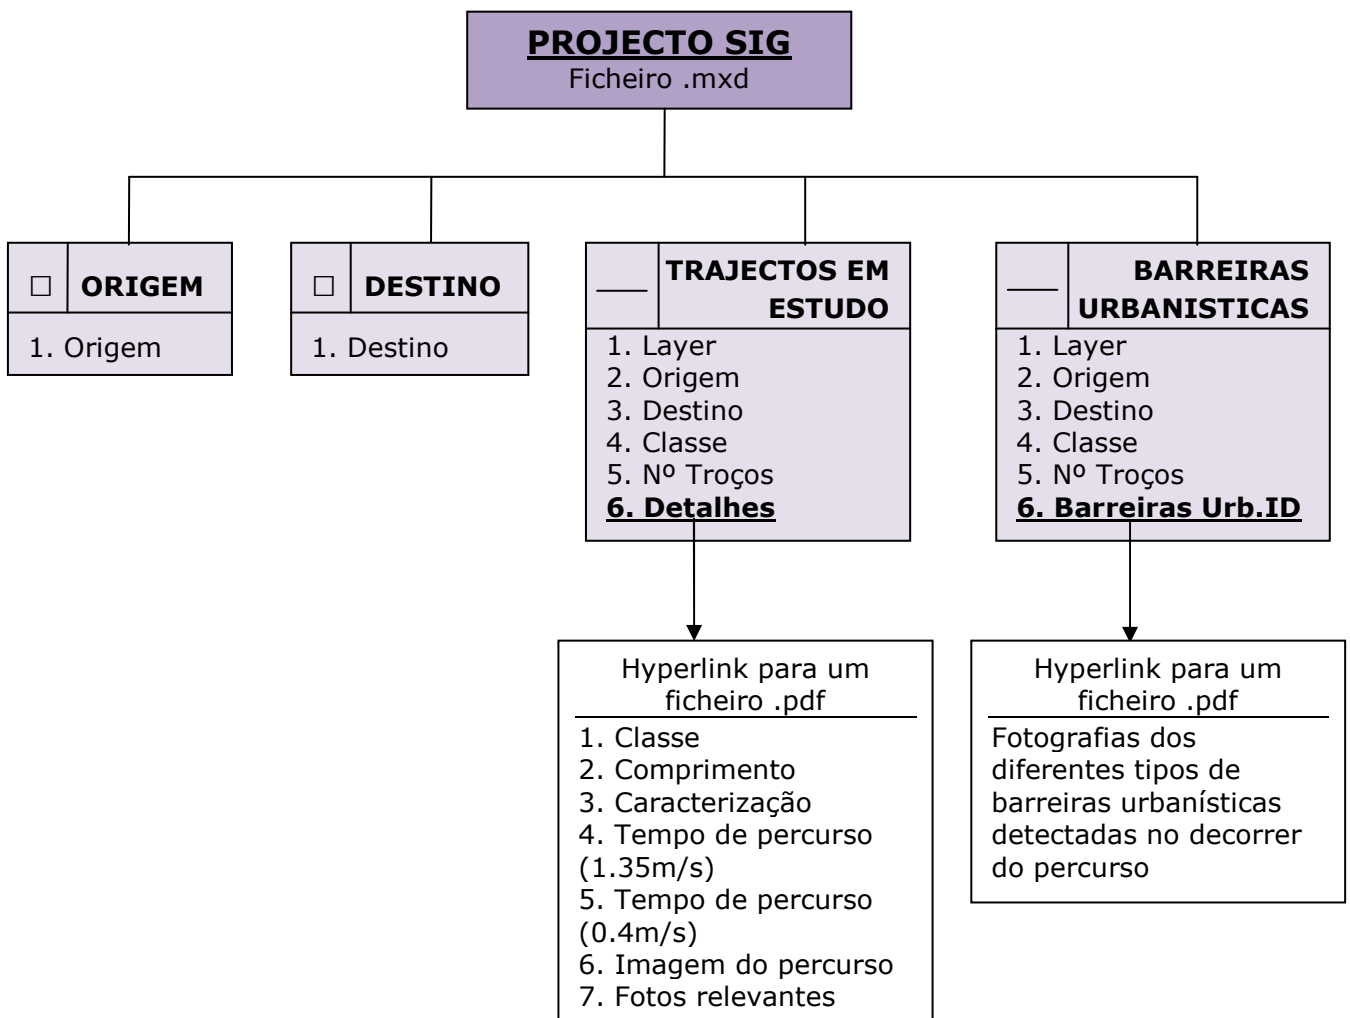 PROJECTO SIG
Ficheiro .mxd
ORIGEM
1. Origem
DESTINO
1. Destino
TRAJECTOS EM
ESTUDO
1. Layer
2. Origem
3. Destino
4. Classe
5. Nº Troços
6. Detalhes
BARREIRAS
URBANISTICAS
1. Layer
2. Origem
3. Destino
4. Classe
5. Nº Troços
6. Barreiras Urb.ID
Hyperlink para um
ficheiro .pdf
1. Classe
2. Comprimento
3. Caracterização
4. Tempo de percurso
(1.35m/s)
5. Tempo de percurso
(0.4m/s)
6. Imagem do percurso
7. Fotos relevantes
Hyperlink para um
ficheiro .pdf
Fotografias dos
diferentes tipos de
barreiras urbanísticas
detectadas no decorrer
do percurso